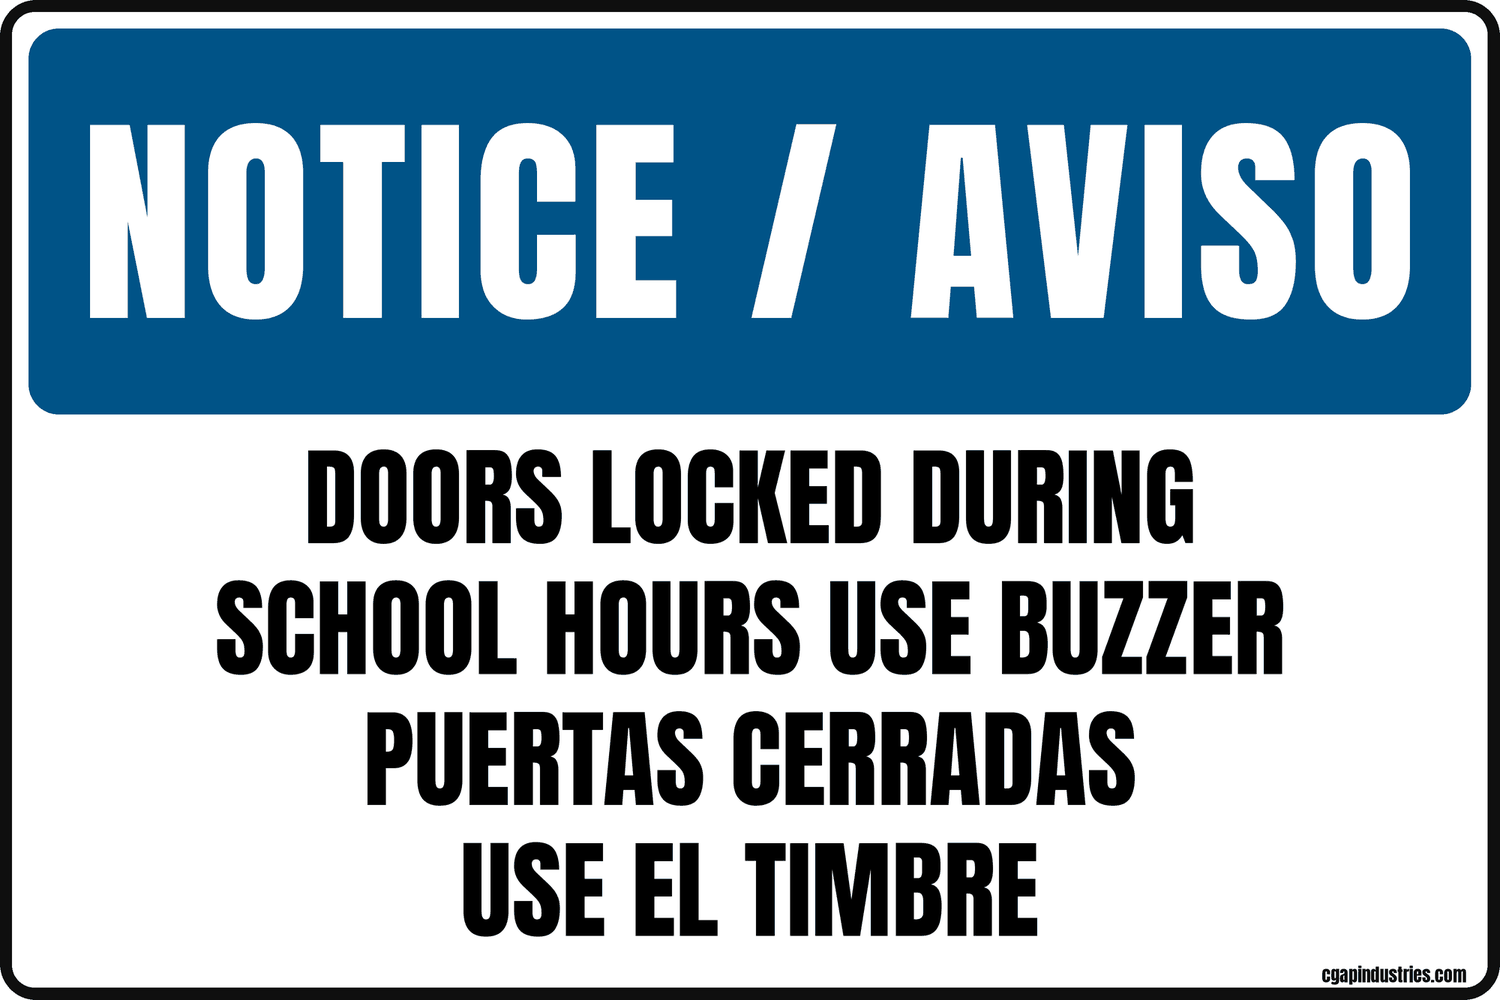 NOTICE / AVISO
DOORS LOCKED DURING
SCHOOL HOURS USE BUZZER
PUERTAS CERRADAS
USE EL TIMBRE
cgapindustries.com